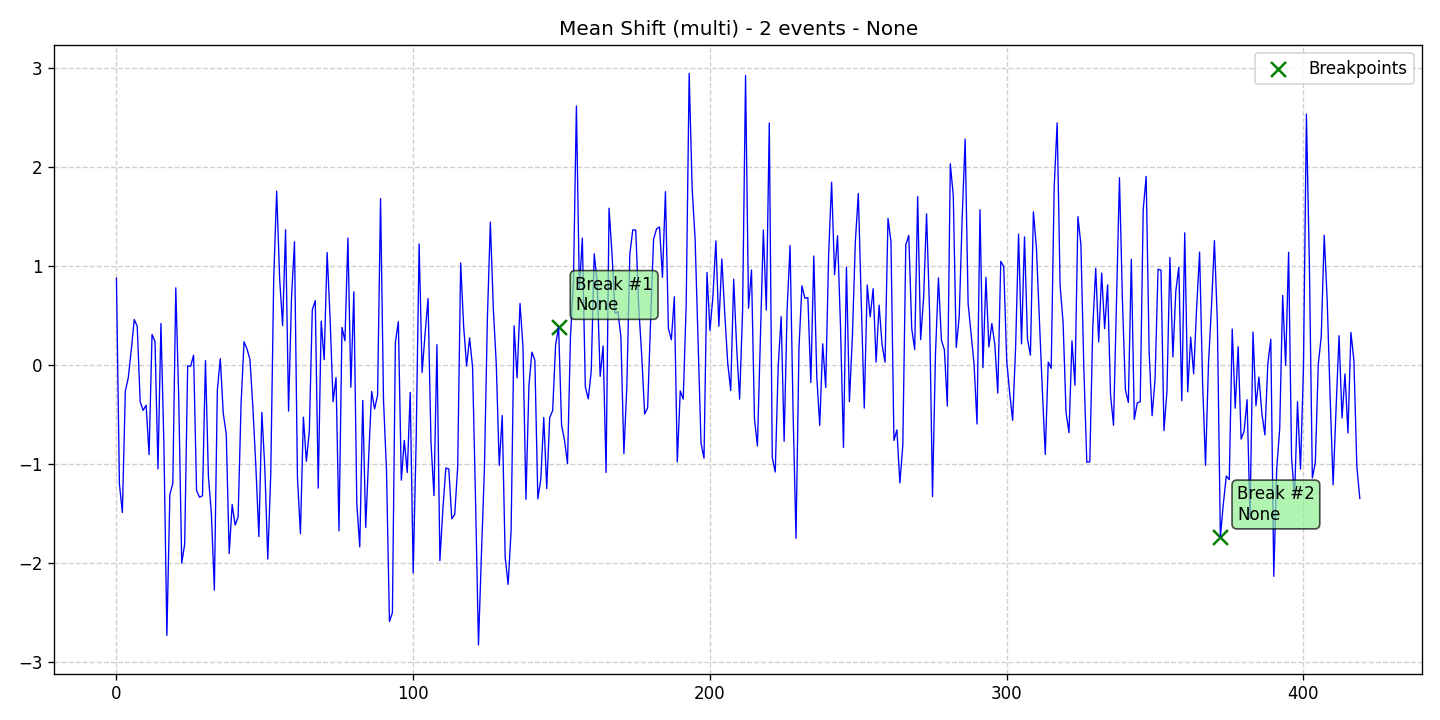 Mean Shift (multi) - 2 events - None
Breakpoints
3
2
1
0
−1
−2
−3
Break #1
None
Break #2
None
0
100
200
300
400